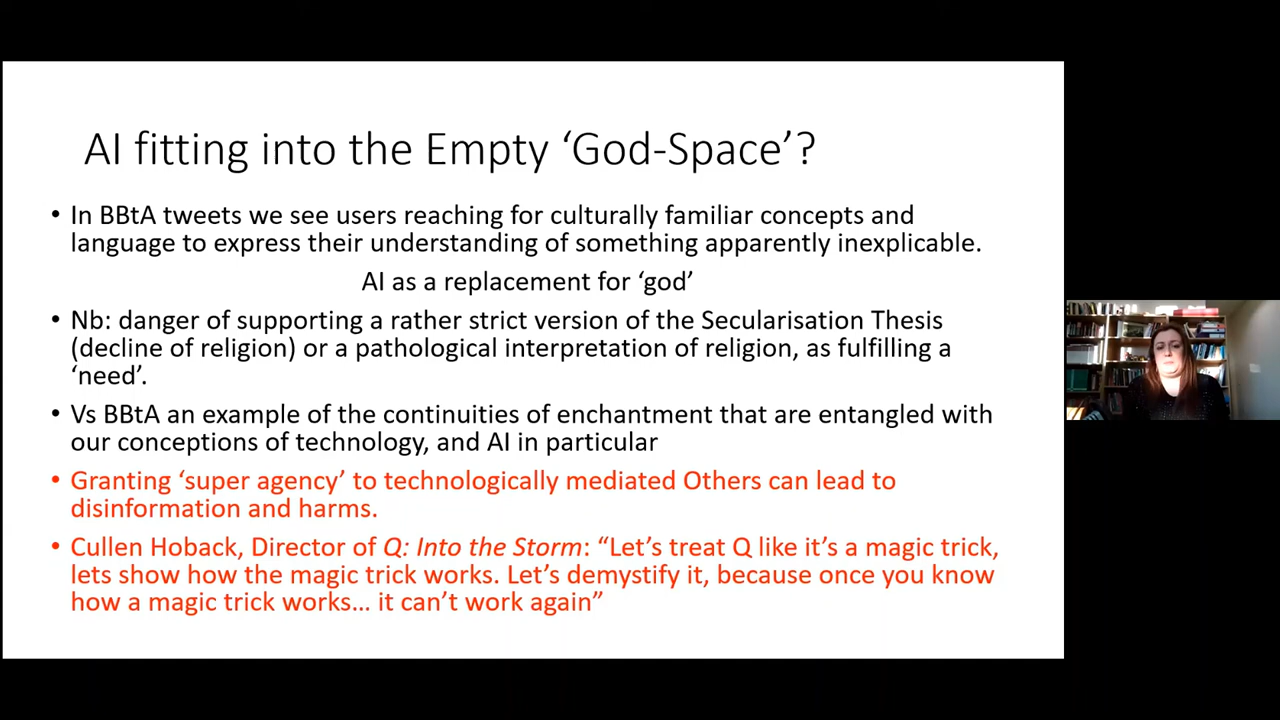 AI fitting into the Empty ‘God-Space’?
• In BBtA tweets we see users reaching for culturally familiar concepts and
language to express their understanding of something apparently inexplicable.
AI as a replacement for ‘god’
• Nb: danger of supporting a rather strict version of the Secularisation Thesis
(decline of religion) or a pathological interpretation of religion, as fulfilling a
‘need’.
• Vs BBtA an example of the continuities of enchantment that are entangled with
our conceptions of technology, and AI in particular
• Granting ‘super agency’ to technologically mediated Others can lead to
disinformation and harms.
• Cullen Hoback, Director of Q: Into the Storm: “Let’s treat Q like it’s a magic trick,
lets show how the magic trick works. Let’s demystify it, because once you know
how a magic trick works… it can’t work again”